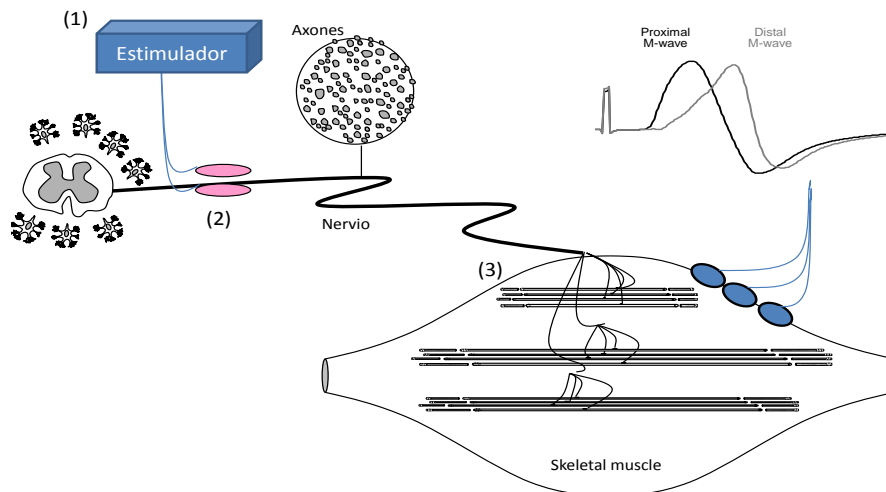 (1)
Estimulador
Axones
Proximal
M-wave
Distal
M-wave
(2)
Nervio
(3)
Skeletal muscle